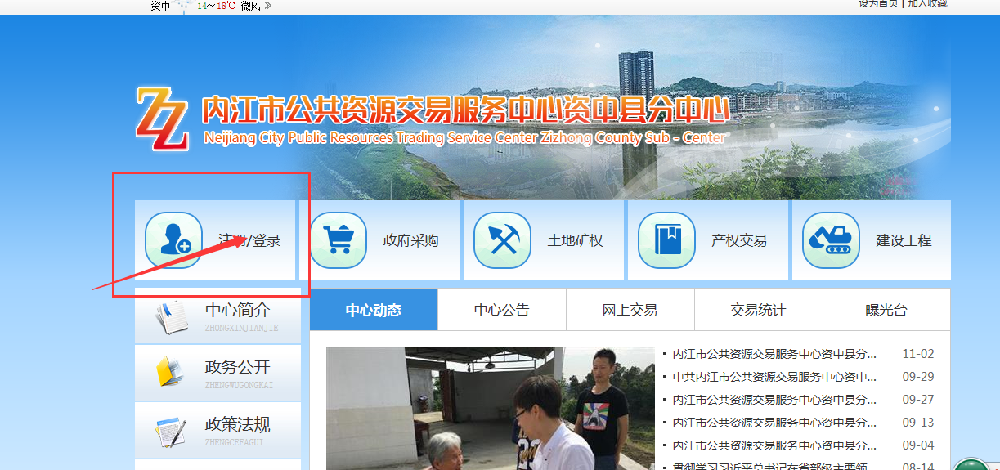 资中 14～18℃ 微风
设为首页 | 加入收藏
ZZ
内江市公共资源交易服务中心资中县分中心
Neijiang City Public Resources Trading Service Center Zizhong County Sub - Center
注册/登录
政府采购
土地矿权
产权交易
建设工程
中心简介
ZHONGXINJIANJIE
政务公开
ZHENGWUGONGKAI
政策法规
ZHENGCEFAGUI
中心动态
中心公告
网上交易
交易统计
曝光台
内江市公共资源交易服务中心资中县分... 11-02
中共内江市公共资源交易服务中心资中... 09-29
内江市公共资源交易服务中心资中县分... 09-27
内江市公共资源交易服务中心资中县分... 09-13
内江市公共资源交易服务中心资中县分... 09-04
贯彻学习习近平总书记在省部级主要领... 08-14